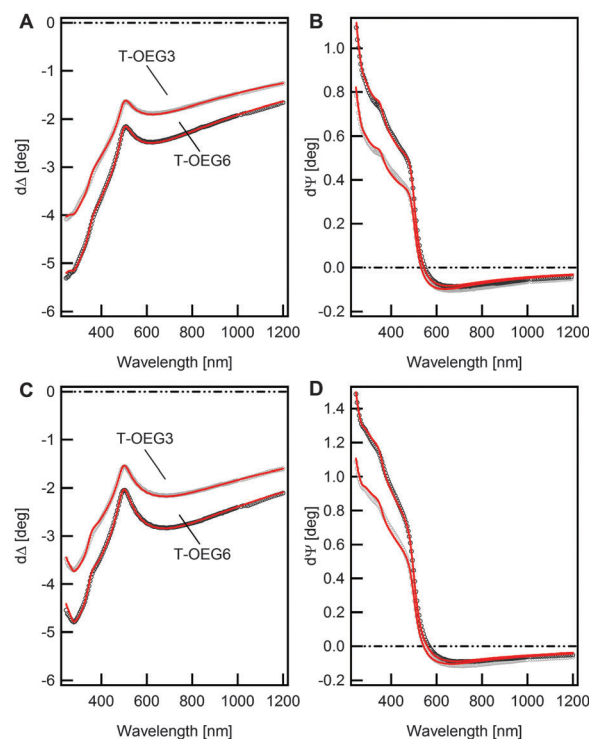 A
0
-1
-2
-3
-4
-5
-6
dΔ [deg]
T-OEG3
T-OEG6
400 600 800 1000 1200
Wavelength [nm]
B
1.0
0.8
0.6
0.4
0.2
0.0
-0.2
dΨ [deg]
400 600 800 1000 1200
Wavelength [nm]
C
0
-1
-2
-3
-4
-5
-6
dΔ [deg]
T-OEG3
T-OEG6
400 600 800 1000 1200
Wavelength [nm]
D
1.4
1.2
1.0
0.8
0.6
0.4
0.2
0.0
-0.2
dΨ [deg]
400 600 800 1000 1200
Wavelength [nm]